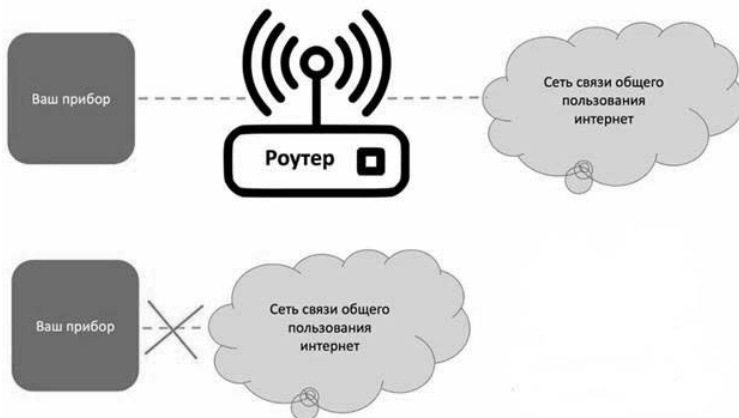 Ваш прибор
Роутер
Сеть связи общего
пользования
интернет
Ваш прибор
Сеть связи общего
пользования
интернет